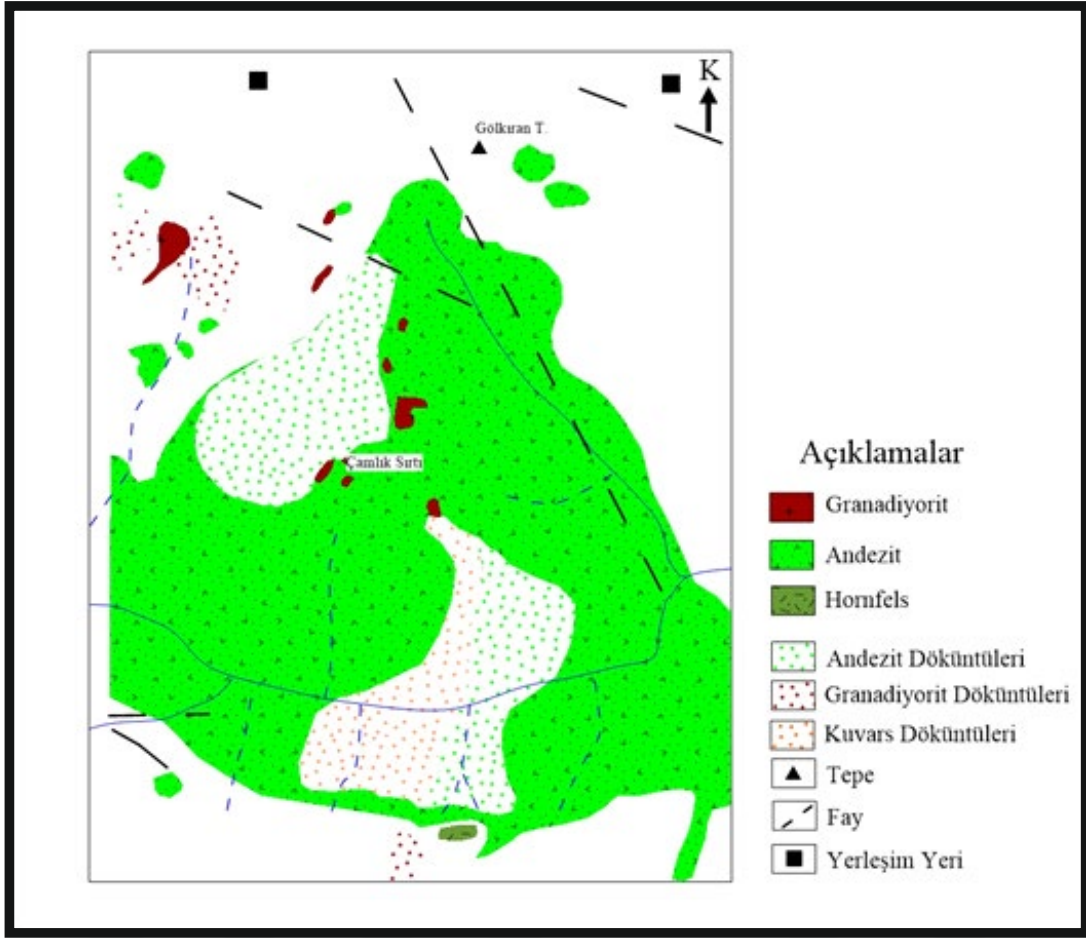 K
Gölkıran T.
Çamlık Sırtı
Açıklamalar
Granadiyorit
Andezit
Hornfels
Andezit Döküntüleri
Granadiyorit Döküntüleri
Kuvars Döküntüleri
Tepe
Fay
Yerleşim Yeri